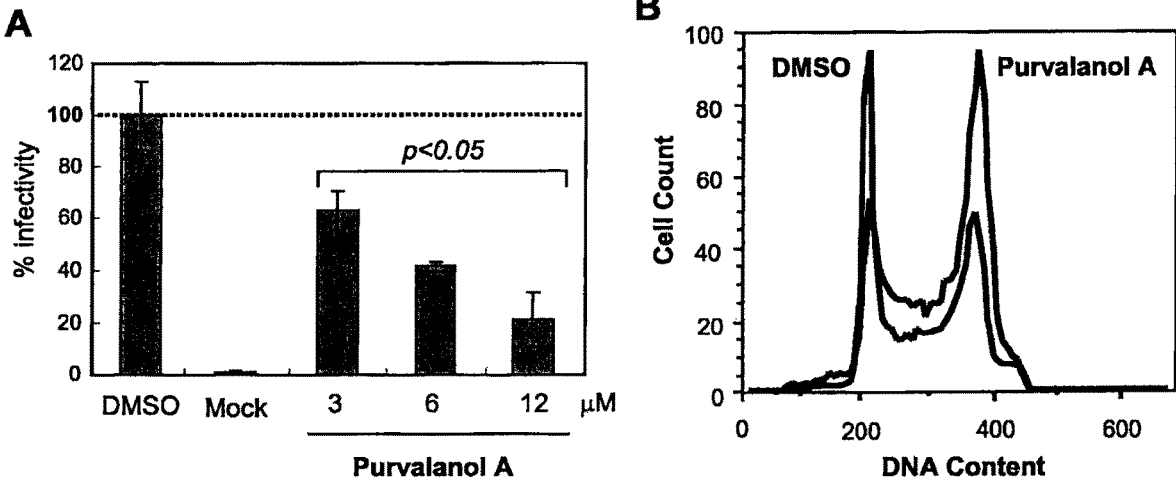 A
120
100
80
60
40
20
0
% infectivity
p<0.05
DMSO
Mock
3
6
12
μM
Purvalanol A
B
100
80
60
40
20
0
Cell Count
DMSO
Purvalanol A
0
200
400
600
DNA Content